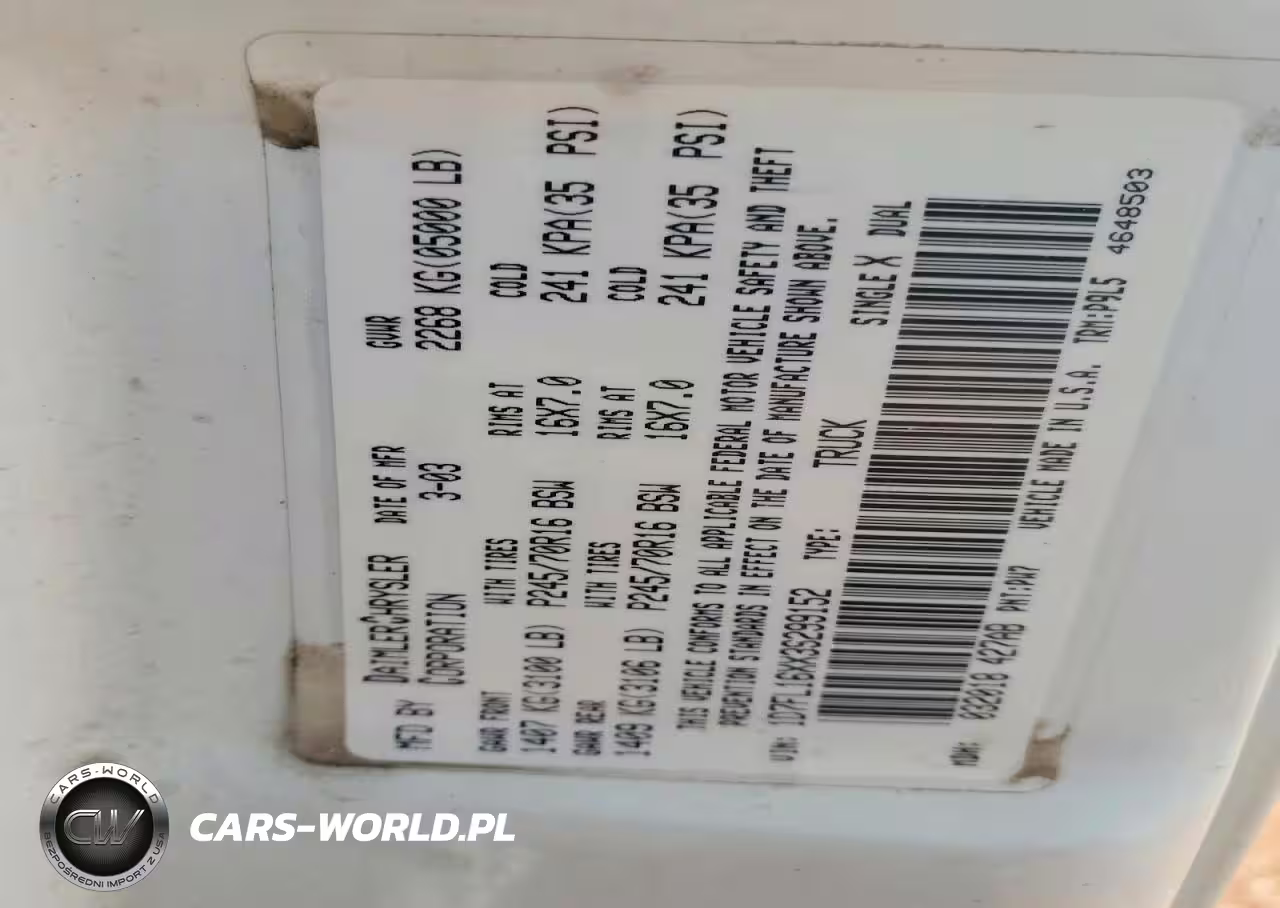 MFD BY DAIMLERCHRYSLER DATE OF MFR GVWR
CORPORATION 3-03 2268 KG(05000 LB)
GAWR FRONT WITH TIRES RIMS AT COLD
1407 KG(3100 LB) P245/70R16 BSW 16X7.0 241 KPA(35 PSI)
GAWR REAR WITH TIRES RIMS AT COLD
1409 KG(3106 LB) P245/70R16 BSW 16X7.0 241 KPA(35 PSI)
THIS VEHICLE CONFORMS TO ALL APPLICABLE FEDERAL MOTOR VEHICLE SAFETY AND THEFT
PREVENTION STANDARDS IN EFFECT ON THE DATE OF MANUFACTURE SHOWN ABOVE.
VIN: 1D7FL16XX3S299152 TYPE: TRUCK SINGLE X DUAL
MDH: 032018 427AB PNT:PW7 VEHICLE MADE IN U.S.A. TRM:P9L5 4648503
CARS-WORLD
CW
BEZPOŚREDNI IMPORT Z USA
CARS-WORLD.PL